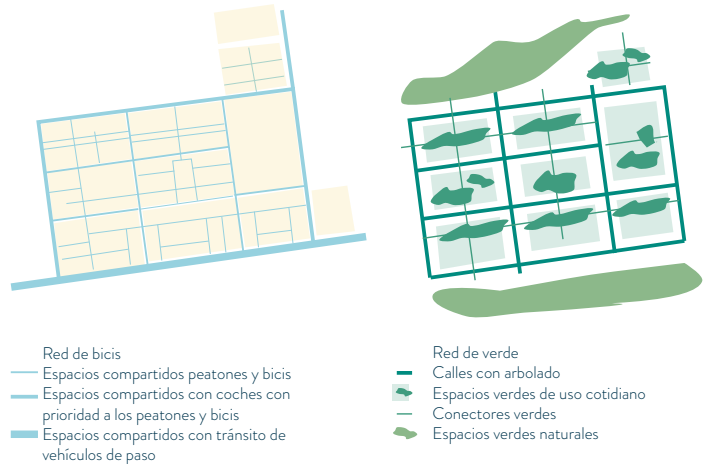 Red de bicis
Espacios compartidos peatones y bicis
Espacios compartidos con coches con
prioridad a los peatones y bicis
Espacios compartidos con tránsito de
vehículos de paso
Red de verde
Calles con arbolado
Espacios verdes de uso cotidiano
Conectores verdes
Espacios verdes naturales